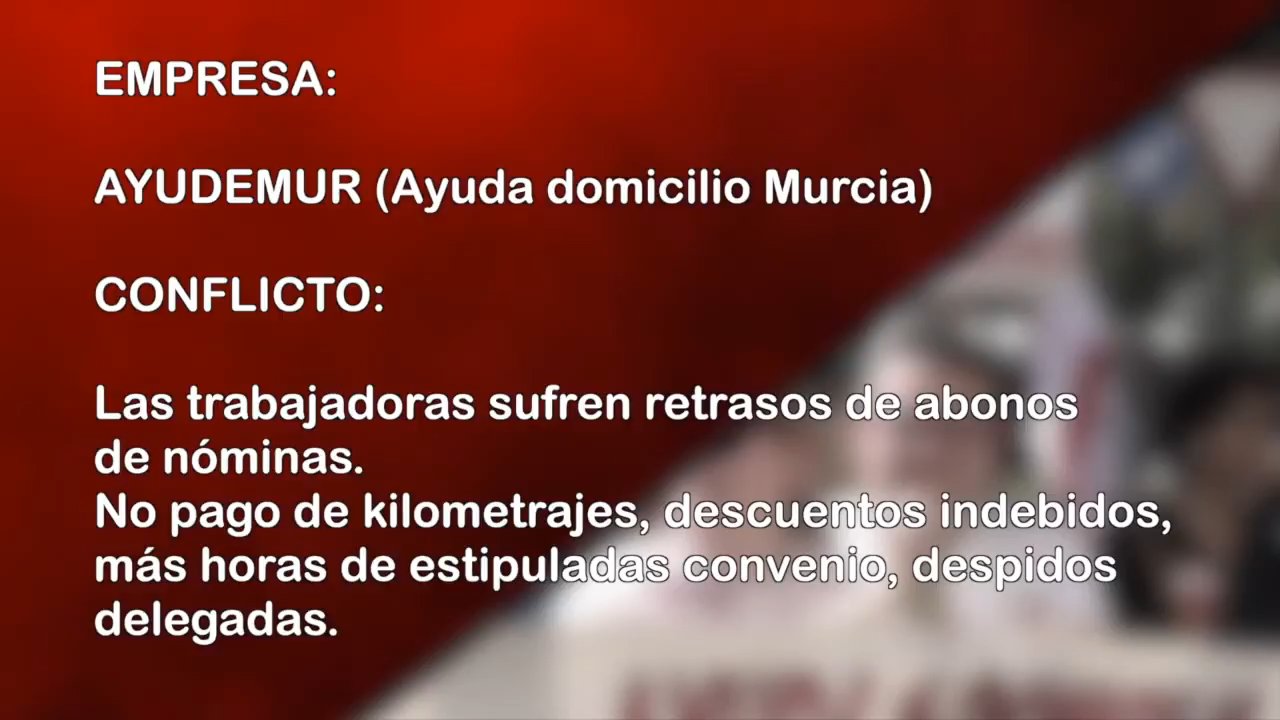 EMPRESA:
AYUDEMUR (Ayuda domicilio Murcia)
CONFLICTO:
Las trabajadoras sufren retrasos de abonos
de nóminas.
No pago de kilometrajes, descuentos indebidos,
más horas de estipuladas convenio, despidos
delegadas.